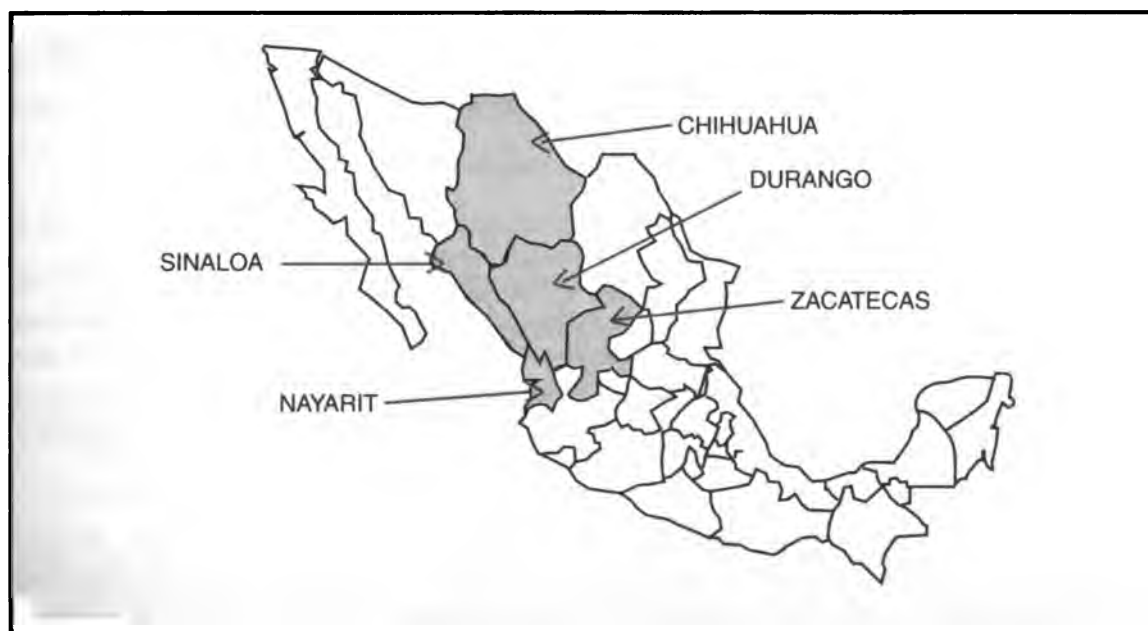 CHIHUAHUA
DURANGO
SINALOA
ZACATECAS
NAYARIT